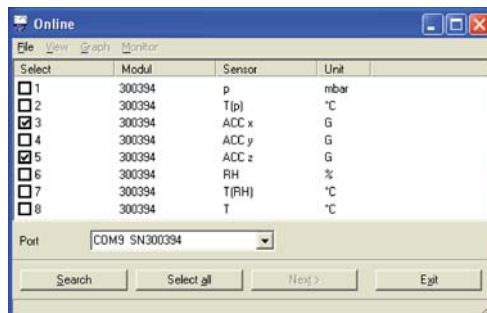 Online
File View Graph Monitor
Select Modul Sensor Unit
1 300394 p mbar
2 300394 T(p) °C
3 300394 ACC x G
4 300394 ACC y G
5 300394 ACC z G
6 300394 RH %
7 300394 T(RH) °C
8 300394 T °C
Port COM9 SN300394
Search Select all Next > Exit